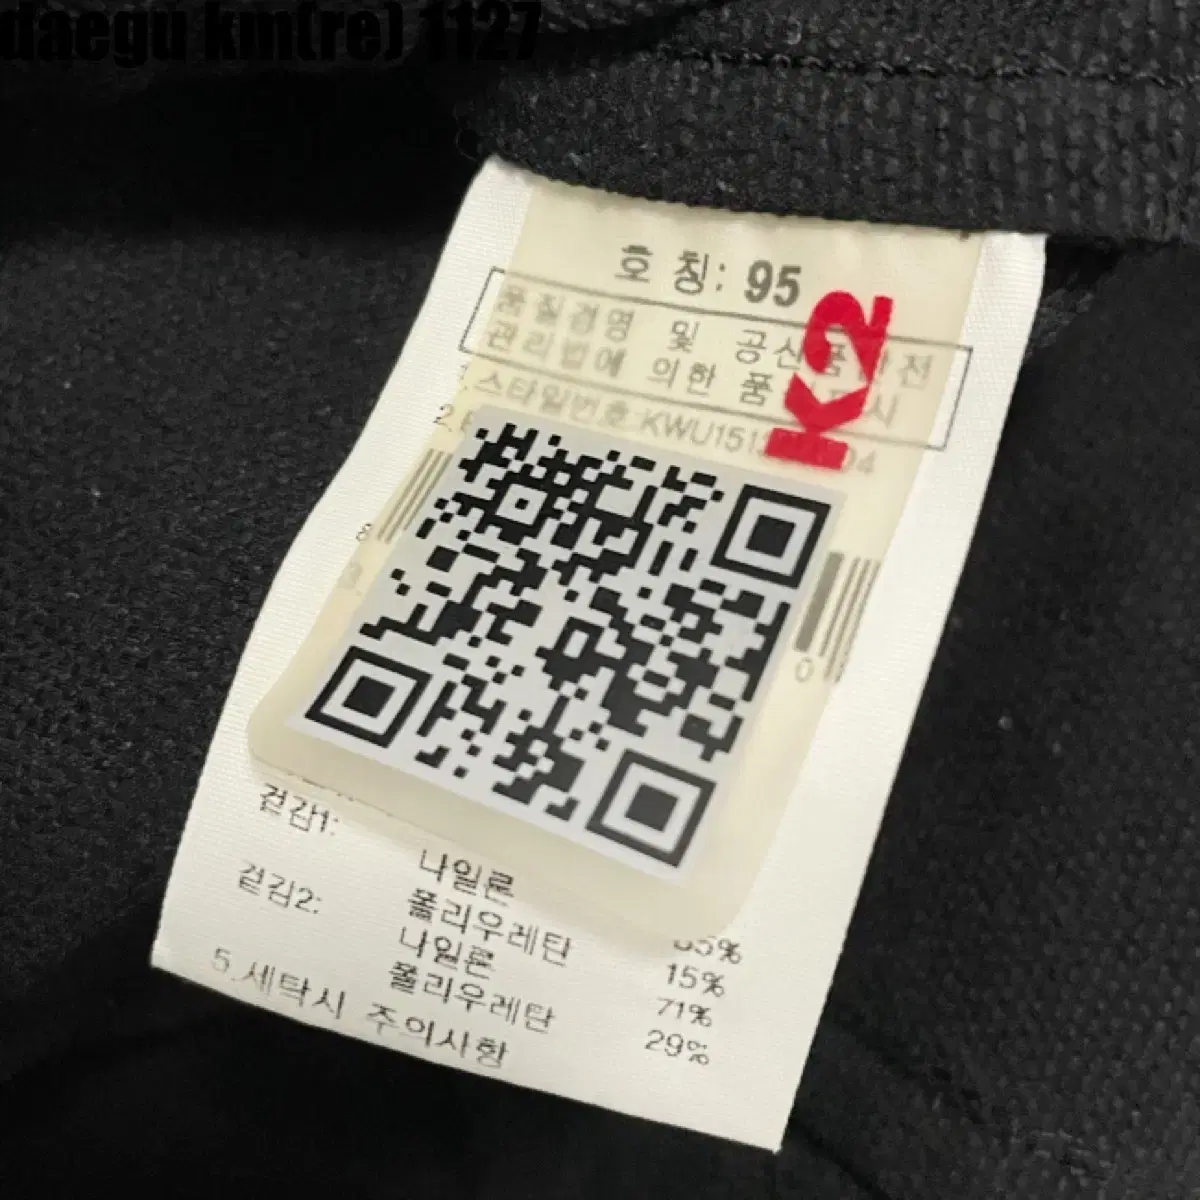 daegu km(re) 1127
호 칭: 95
품질경영 및 공산품안전
관리법에 의한 품
K2
스타일번호:KWU151
2.
8
0
겉감1:
나일론
폴리우레탄
15%
겉감2:
나일론
71%
폴리우레탄
29%
5.세탁시 주의사항